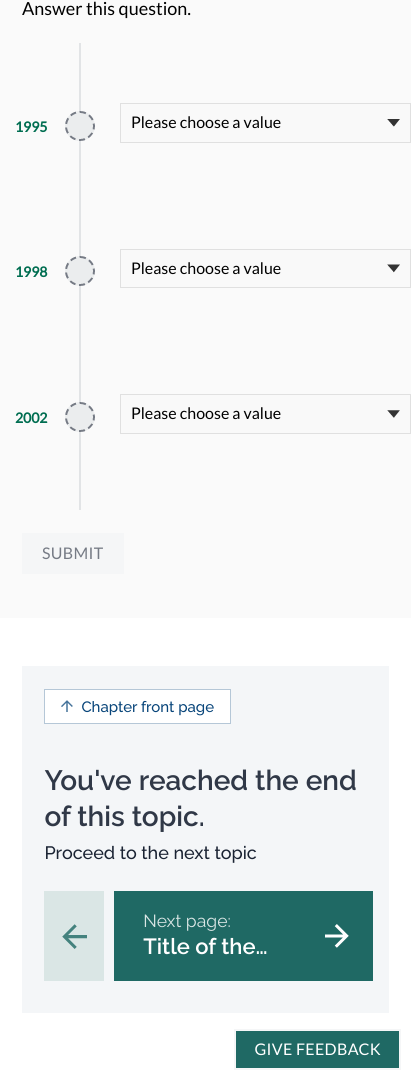 Answer this question.
1995
Please choose a value
1998
Please choose a value
2002
Please choose a value
SUBMIT
Chapter front page
You've reached the end
of this topic.
Proceed to the next topic
Next page:
Title of the...
GIVE FEEDBACK